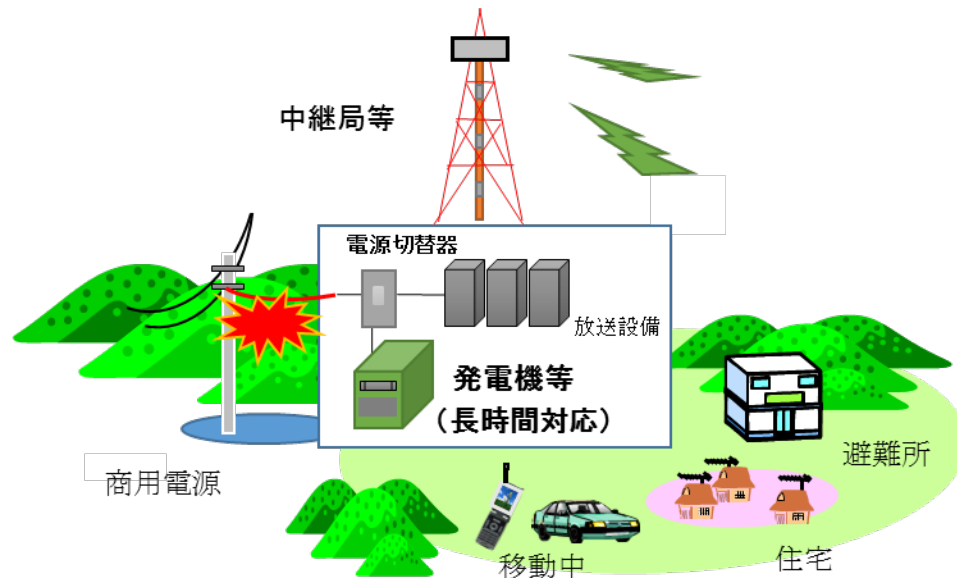 中継局等
電源切替器
放送設備
発電機等
（長時間対応）
商用電源
避難所
移動中
住宅